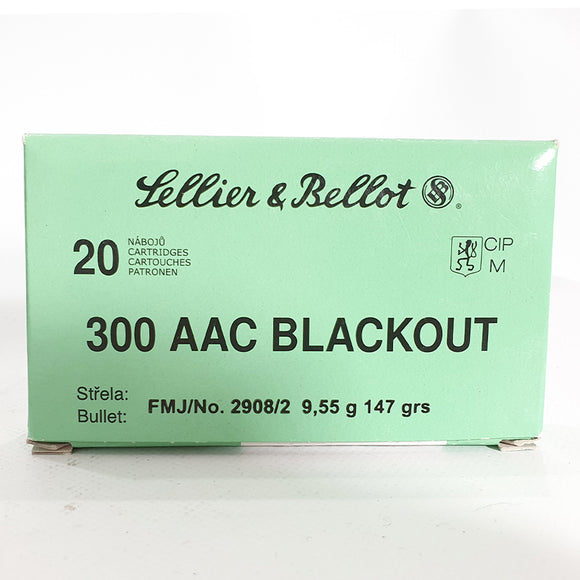 Sellier & Bellot SB ®
20 NÁBOJŮ
CARTRIDGES
CARTOUCHES
PATRONEN
CIP
M
300 AAC BLACKOUT
Střela: FMJ/No. 2908/2 9,55 g 147 grs
Bullet: